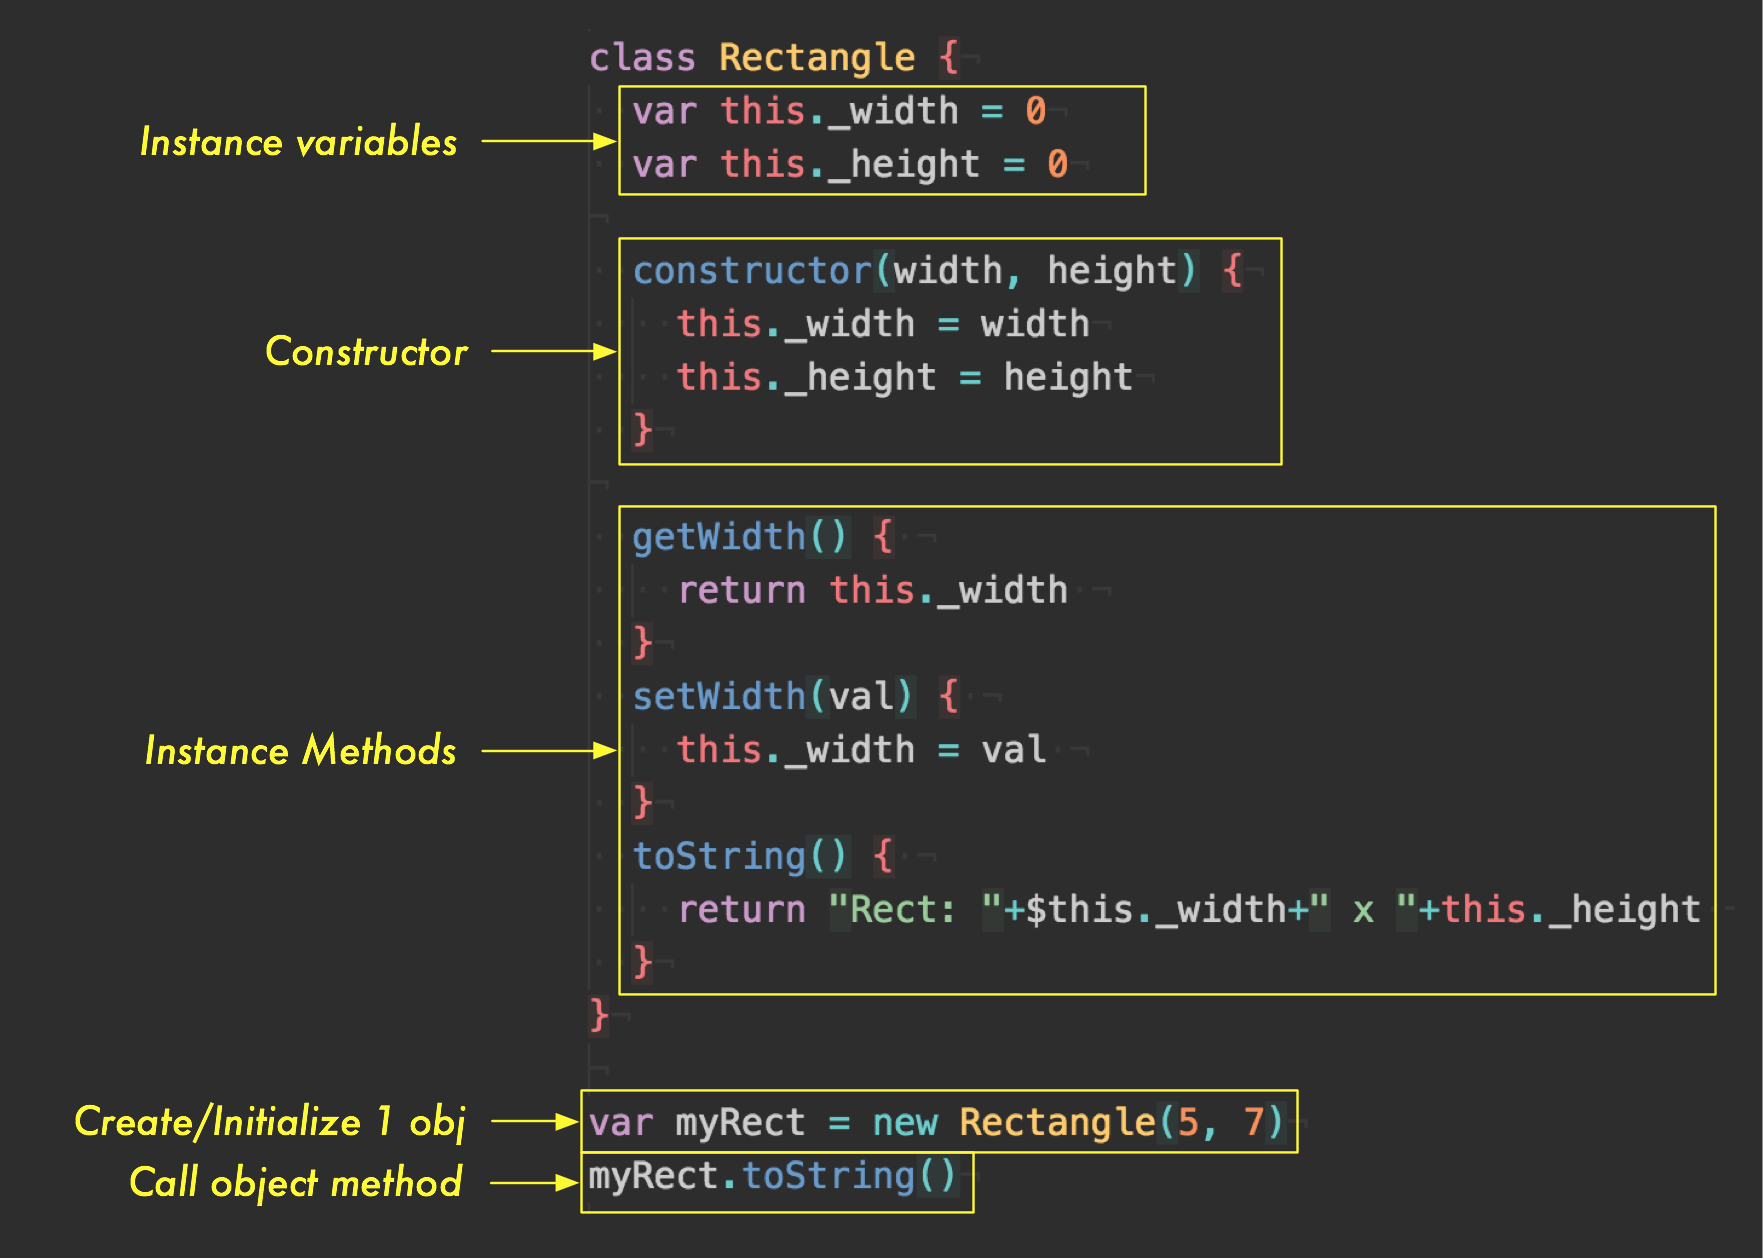 class Rectangle {
Instance variables
var this._width = 0
var this._height = 0
Constructor
constructor(width, height) {
this._width = width
this._height = height
}
Instance Methods
getWidth() {
return this._width
}
setWidth(val) {
this._width = val
}
toString() {
return "Rect: "+$this._width+" x "+this._height
}
}
Create/Initialize 1 obj
var myRect = new Rectangle(5, 7)
Call object method
myRect.toString()